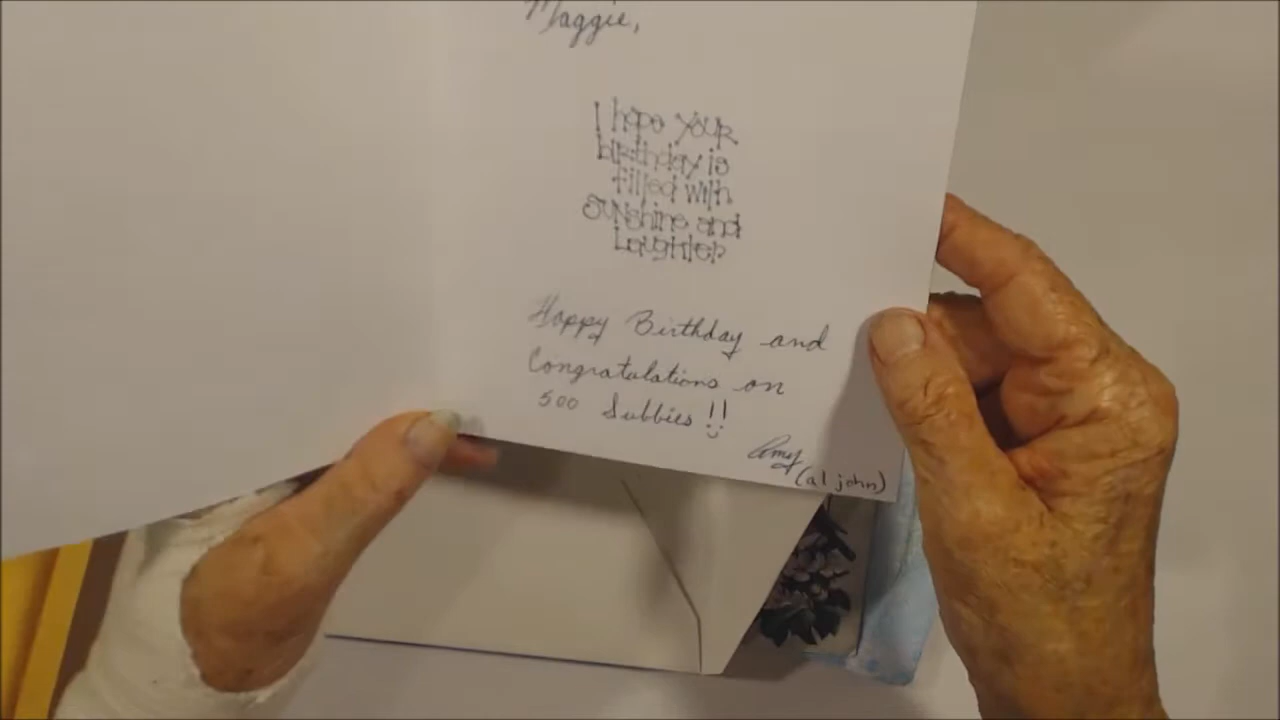 Maggie,
I hope your
birthday is
filled with
sunshine and
laughter
Happy Birthday and
Congratulations on
500 Subbies!!
Amy
(al john)